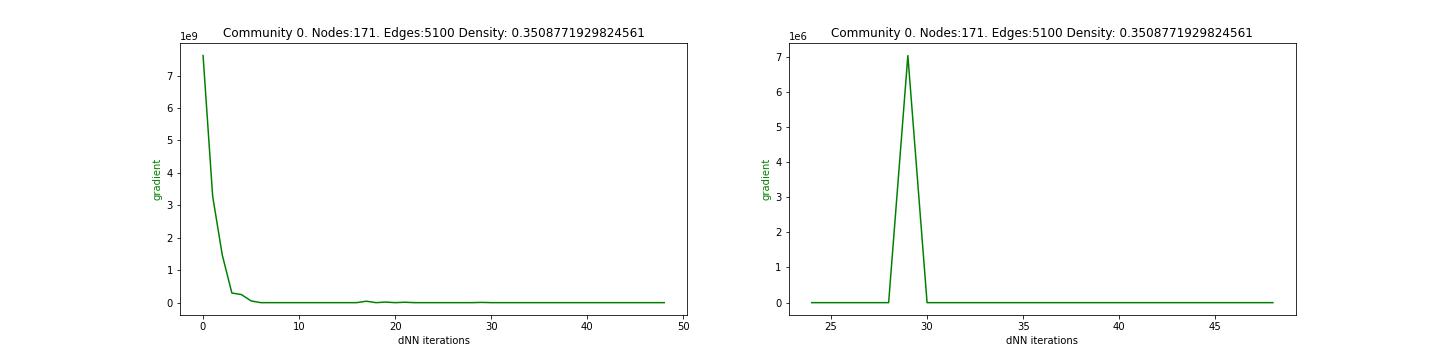 Community 0. Nodes:171. Edges:5100 Density: 0.3508771929824561
1e9
7
6
5
4
3
2
1
0
gradient
0 10 20 30 40 50
dNN iterations
Community 0. Nodes:171. Edges:5100 Density: 0.3508771929824561
1e6
7
6
5
4
3
2
1
0
gradient
25 30 35 40 45
dNN iterations